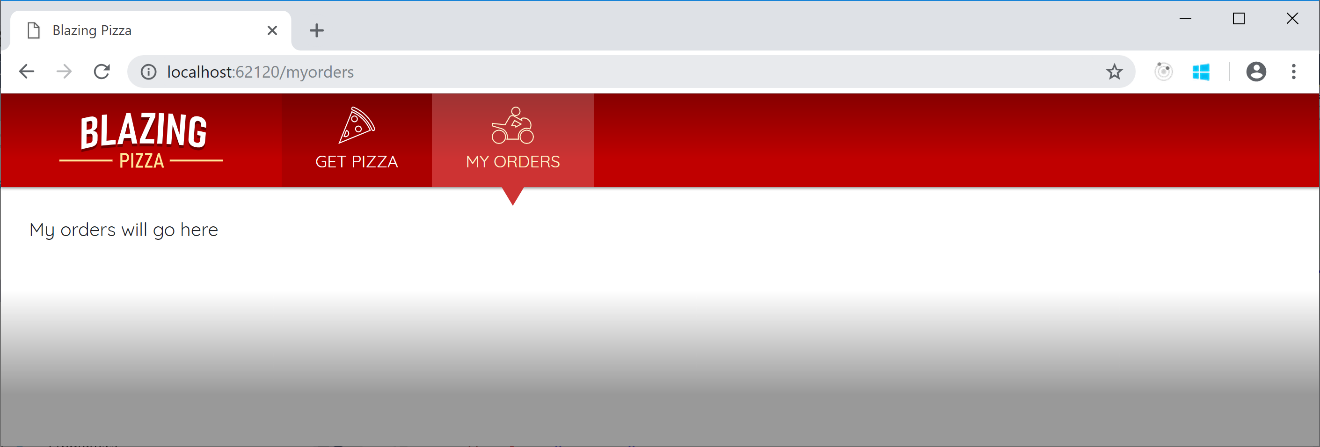 Blazing Pizza
localhost:62120/myorders
BLAZING
PIZZA
GET PIZZA
MY ORDERS
My orders will go here